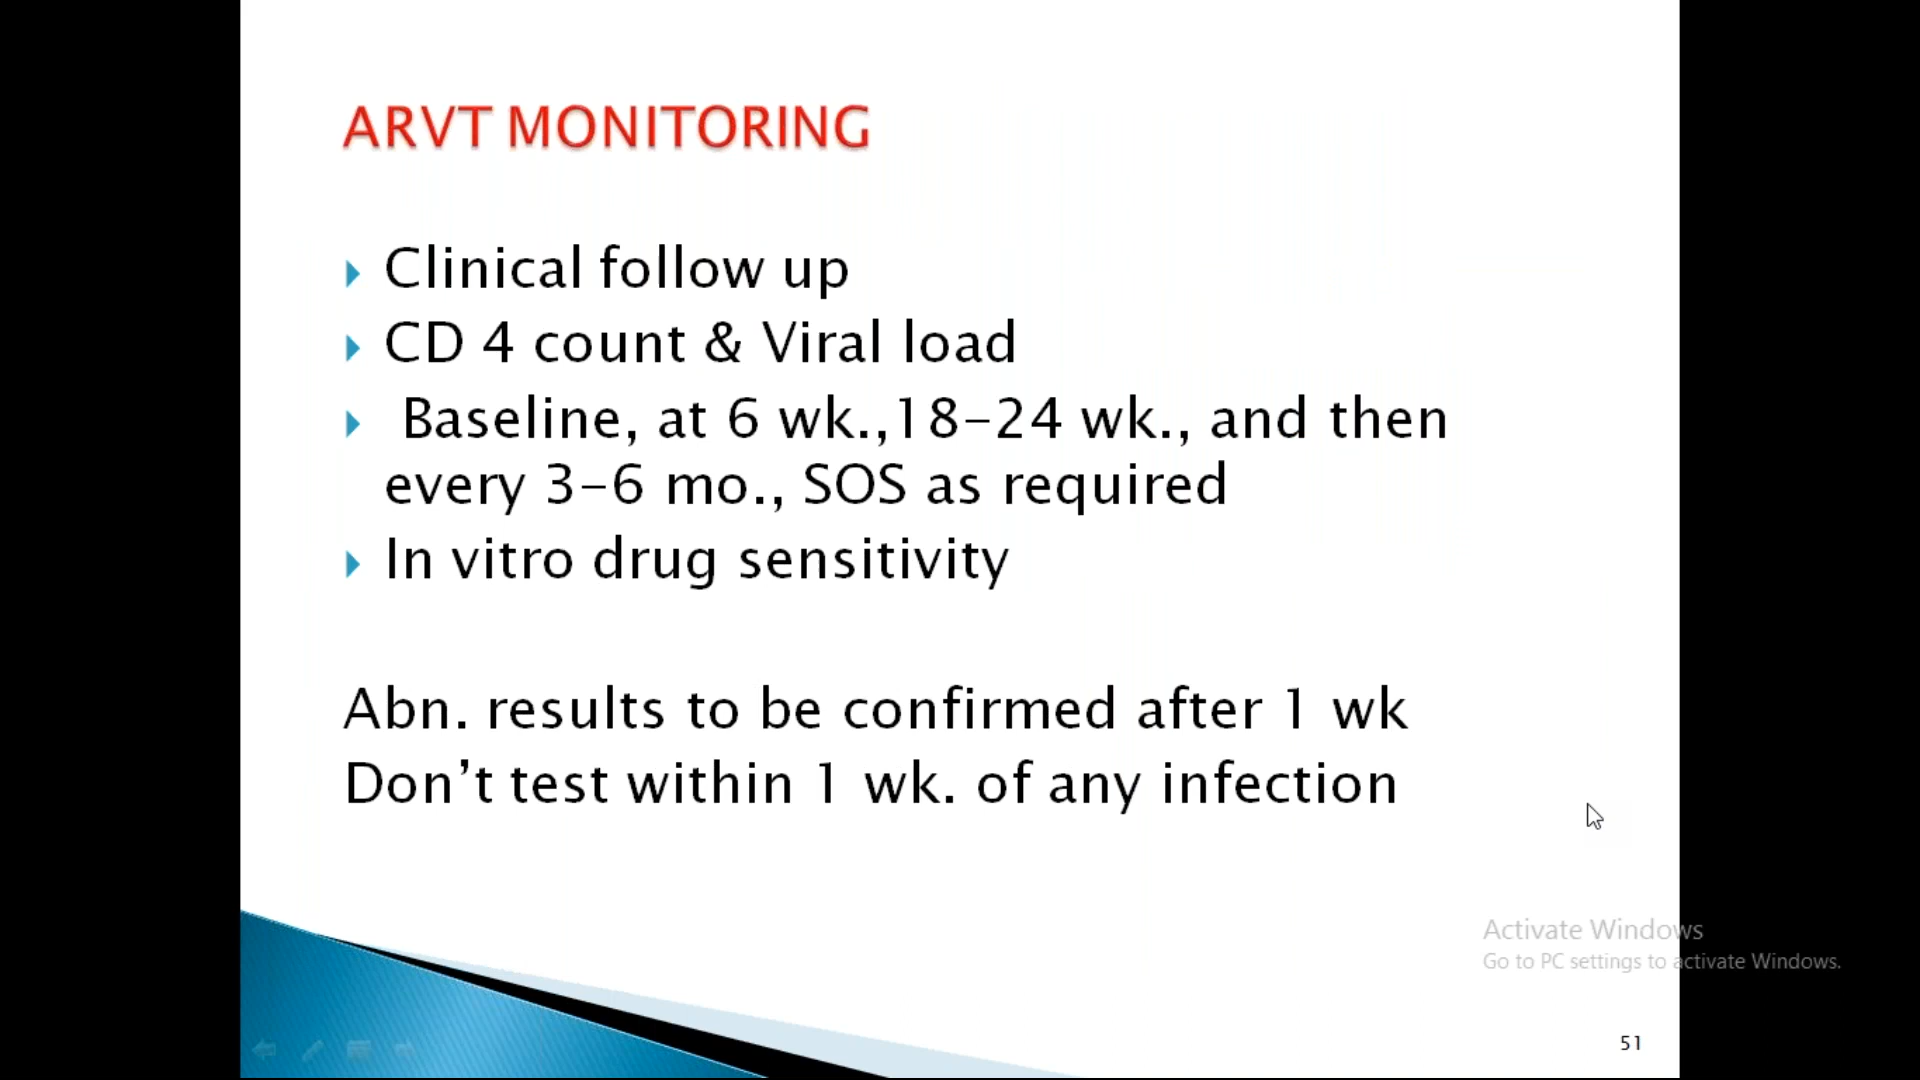 ARVT MONITORING
Clinical follow up
CD 4 count & Viral load
Baseline, at 6 wk.,18-24 wk., and then
every 3-6 mo., SOS as required
In vitro drug sensitivity
Abn. results to be confirmed after 1 wk
Don’t test within 1 wk. of any infection
Activate Windows
Go to PC settings to activate Windows.
51